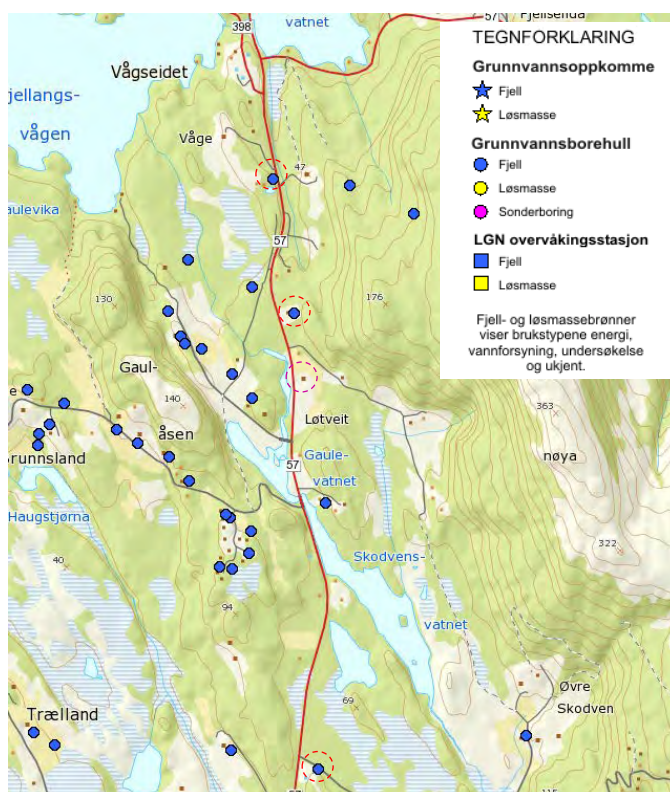 398
vatnet
57
Fjellsenda
Vågseidet
jellangs-
vågen
Våge
47
aulevika
57
130
176
Gaul-
140
e
åsen
Løtveit
363
57
Gaule-
vatnet
nøya
Brunnsland
Haugstjørna
Skodvens-
322
40
94
vatnet
69
Øvre
Skodven
Trælland
115
TEGNFORKLARING
Grunnvannsoppkomme
Fjell
Løsmasse
Grunnvannsborehull
Fjell
Løsmasse
Sonderboring
LGN overvåkingsstasjon
Fjell
Løsmasse
Fjell- og løsmassebrønner
viser brukstypene energi,
vannforsyning, undersøkelse
og ukjent.